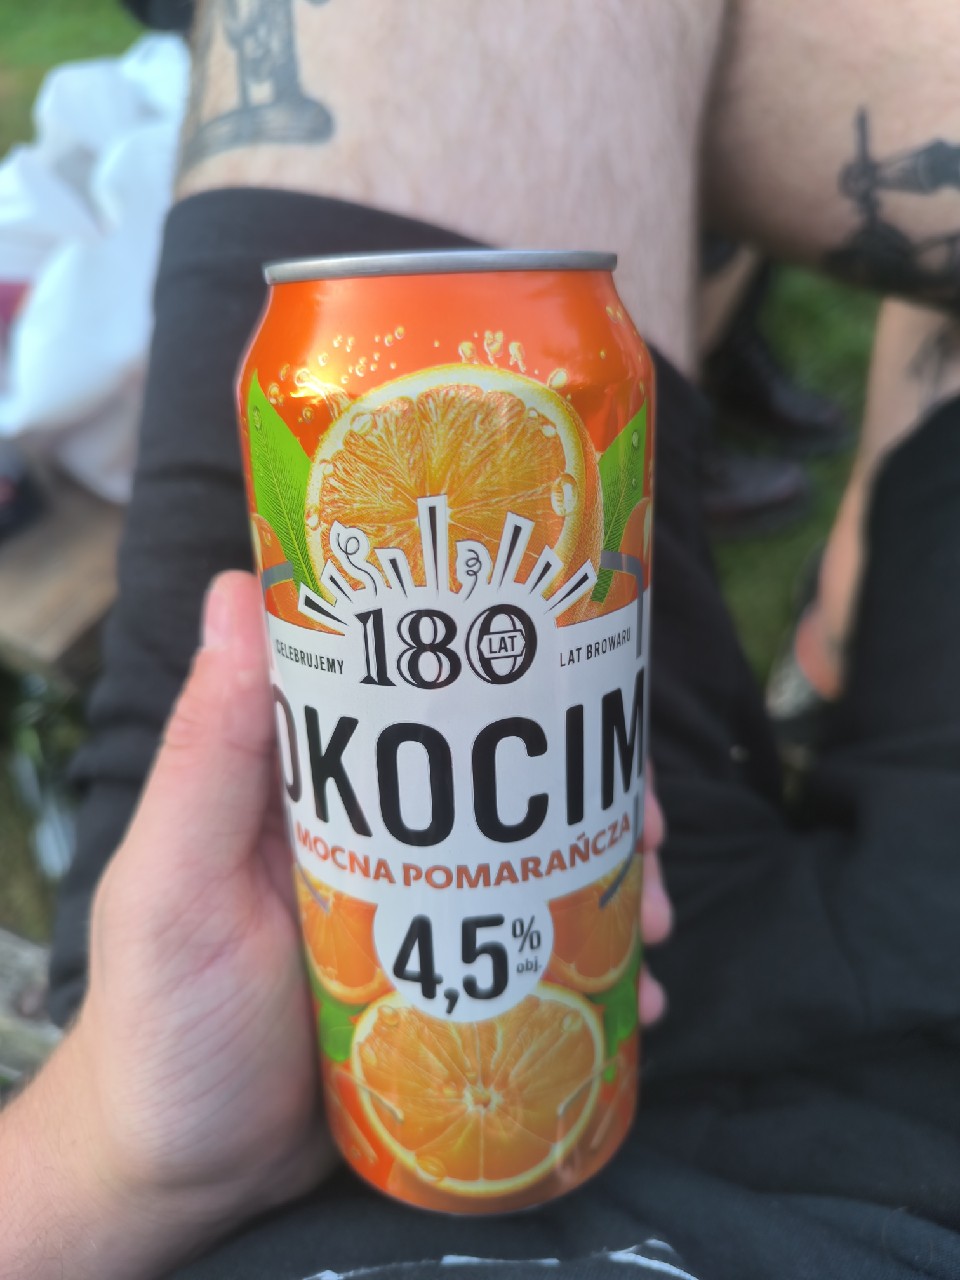 CELEBRUJEMY 180 LAT LAT BROWARU
OKOCIM
MOCNA POMARAŃCZA
4,5% obj.